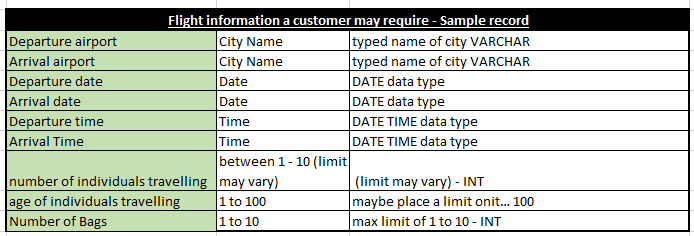 Flight information a customer may require - Sample record
Departure airport City Name typed name of city VARCHAR
Arrival airport City Name typed name of city VARCHAR
Departure date Date DATE data type
Arrival date Date DATE data type
Departure time Time DATE TIME data type
Arrival Time Time DATE TIME data type
between 1 - 10 (limit
number of individuals travelling may vary) (limit may vary) - INT
age of individuals travelling 1 to 100 maybe place a limit onit... 100
Number of Bags 1 to 10 max limit of 1 to 10 - INT